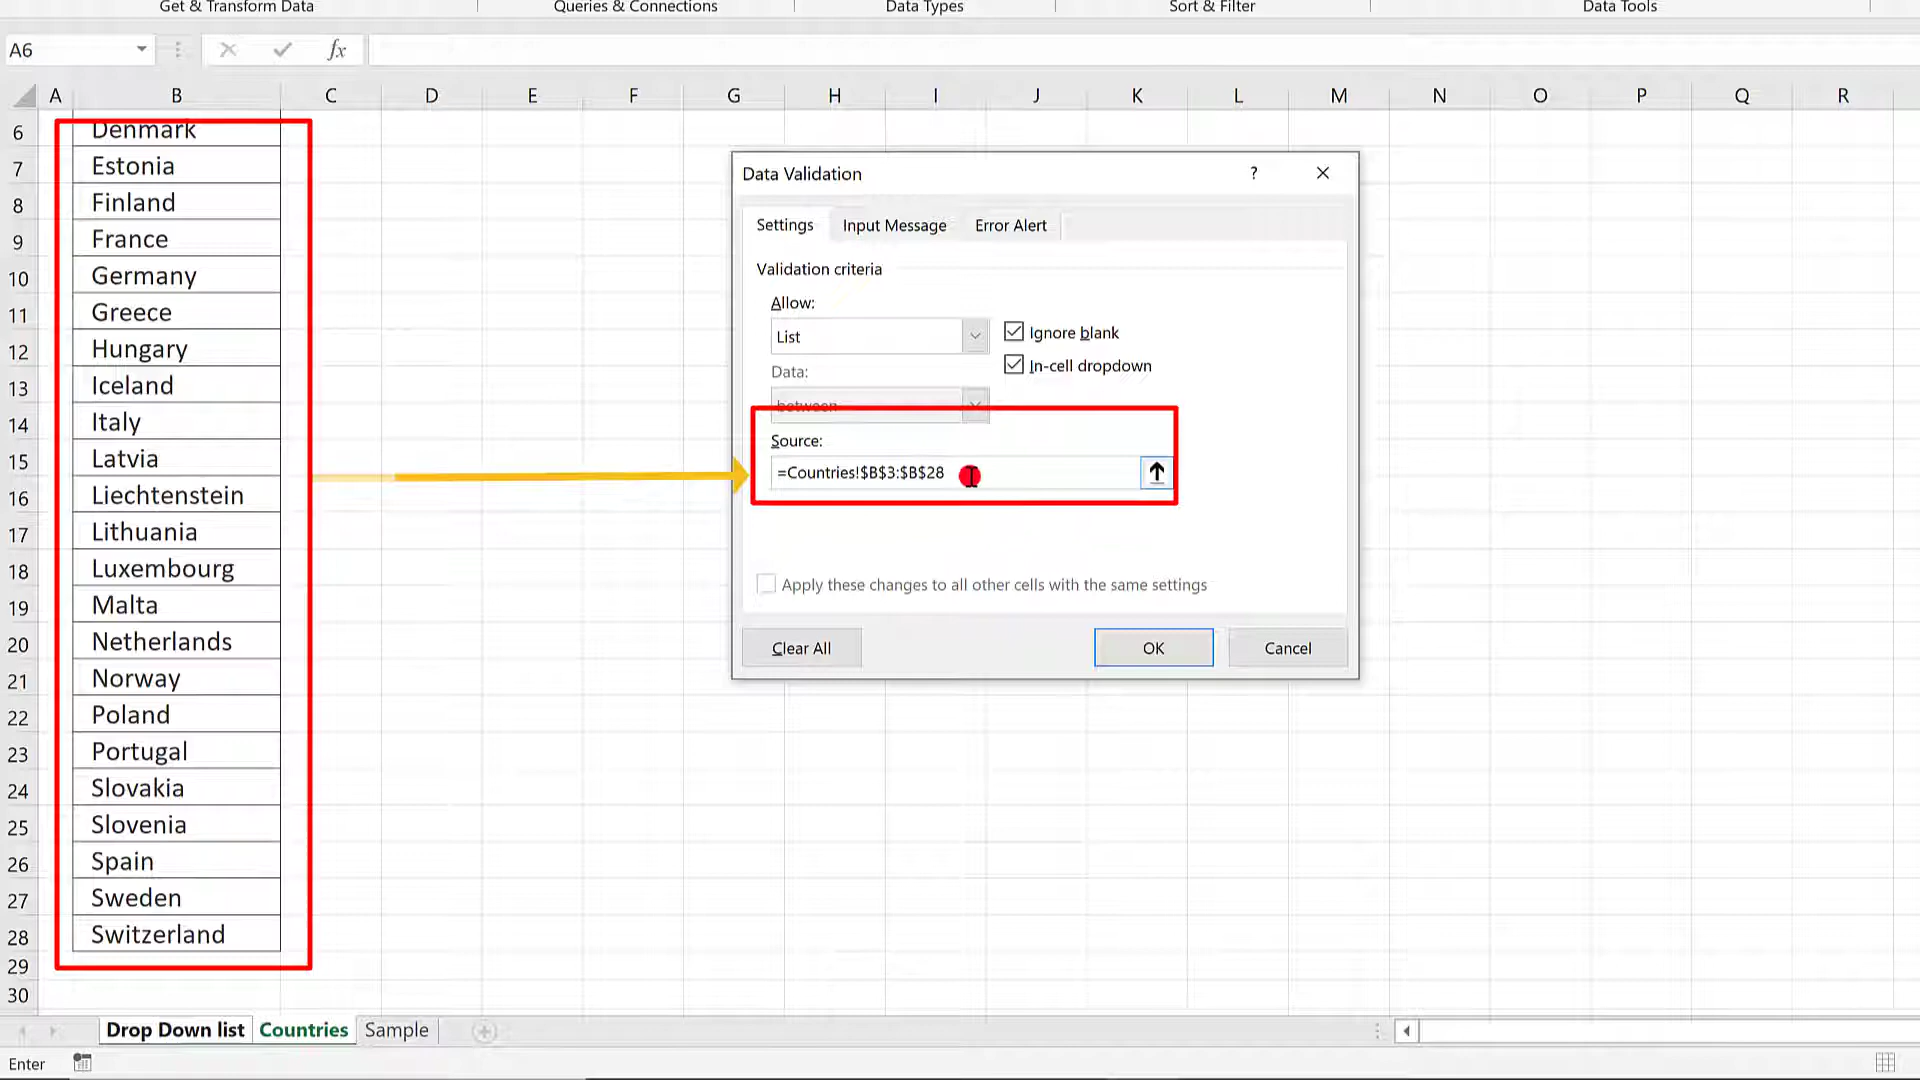 Get & Transform Data Queries & Connections Data Types Sort & Filter Data Tools
A6 fx
A B C D E F G H I J K L M N O P Q R
6 Denmark
7 Estonia
8 Finland
9 France
10 Germany
11 Greece
12 Hungary
13 Iceland
14 Italy
15 Latvia
16 Liechtenstein
17 Lithuania
18 Luxembourg
19 Malta
20 Netherlands
21 Norway
22 Poland
23 Portugal
24 Slovakia
25 Slovenia
26 Spain
27 Sweden
28 Switzerland
29
30
Data Validation ?
Settings Input Message Error Alert
Validation criteria
Allow:
List Ignore blank
In-cell dropdown
Data:
between
Source:
=Countries!$B$3:$B$28
Apply these changes to all other cells with the same settings
Clear All OK Cancel
Drop Down list Countries Sample
Enter